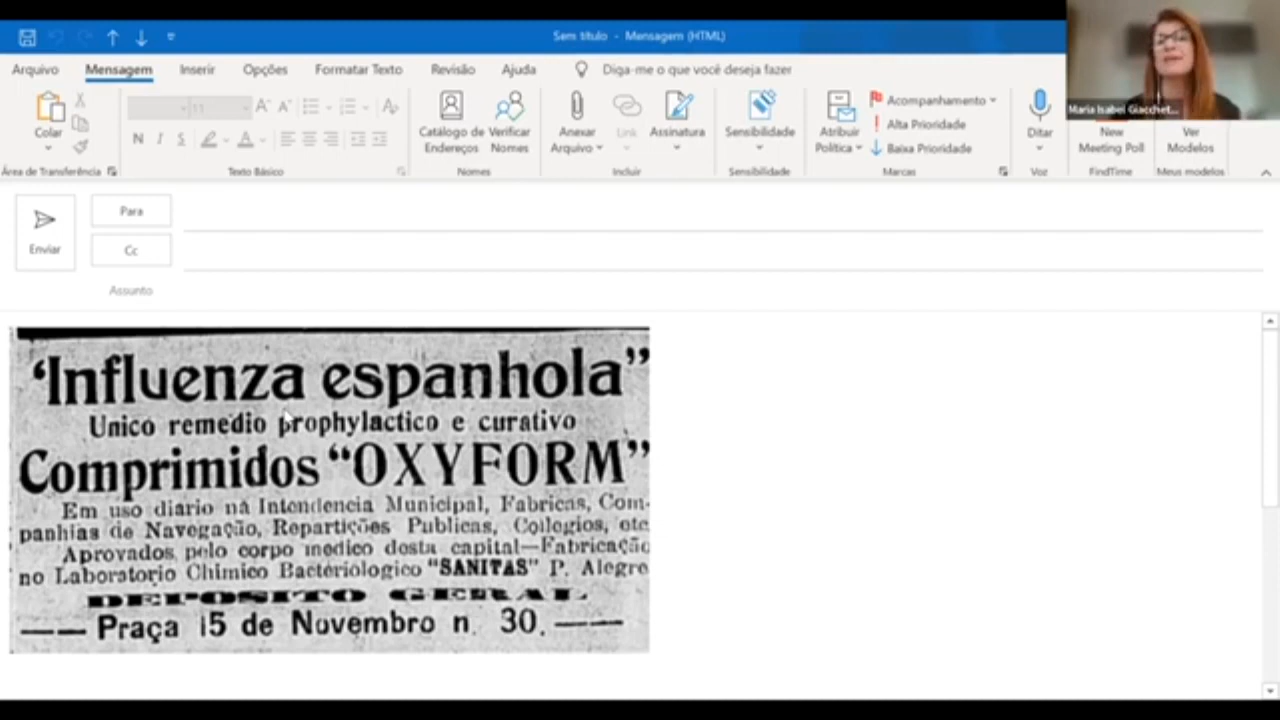 Sem título - Mensagem (HTML)
Arquivo Mensagem Inserir Opções Formatar Texto Revisão Ajuda Diga-me o que você deseja fazer
Maria Isabel Giacchet...
Colar
11
N I S
Catálogo de Endereços
Verificar Nomes
Anexar Arquivo
Link
Assinatura
Sensibilidade
Atribuir Política
Acompanhamento
Alta Prioridade
Baixa Prioridade
Ditar
New Meeting Poll
Ver Modelos
Área de Transferência Texto Básico Nomes Incluir Sensibilidade Marcas Voz FindTime Meus modelos
Enviar
Para
Cc
Assunto
‘Influenza espanhola”
Unico remedio prophylactico e curativo
Comprimidos “OXYFORM”
Em uso diario na Intendencia Municipal, Fabricas, Com-
panhias de Navegação, Repartições Publicas, Collegios, etc
Aprovados pelo corpo medico desta capital—Fabricação
no Laboratorio Chimico Bacteriologico "SANITAS" P. Alegre
DEPOSITO GERAL
—— Praça 15 de Novembro n. 30. ——